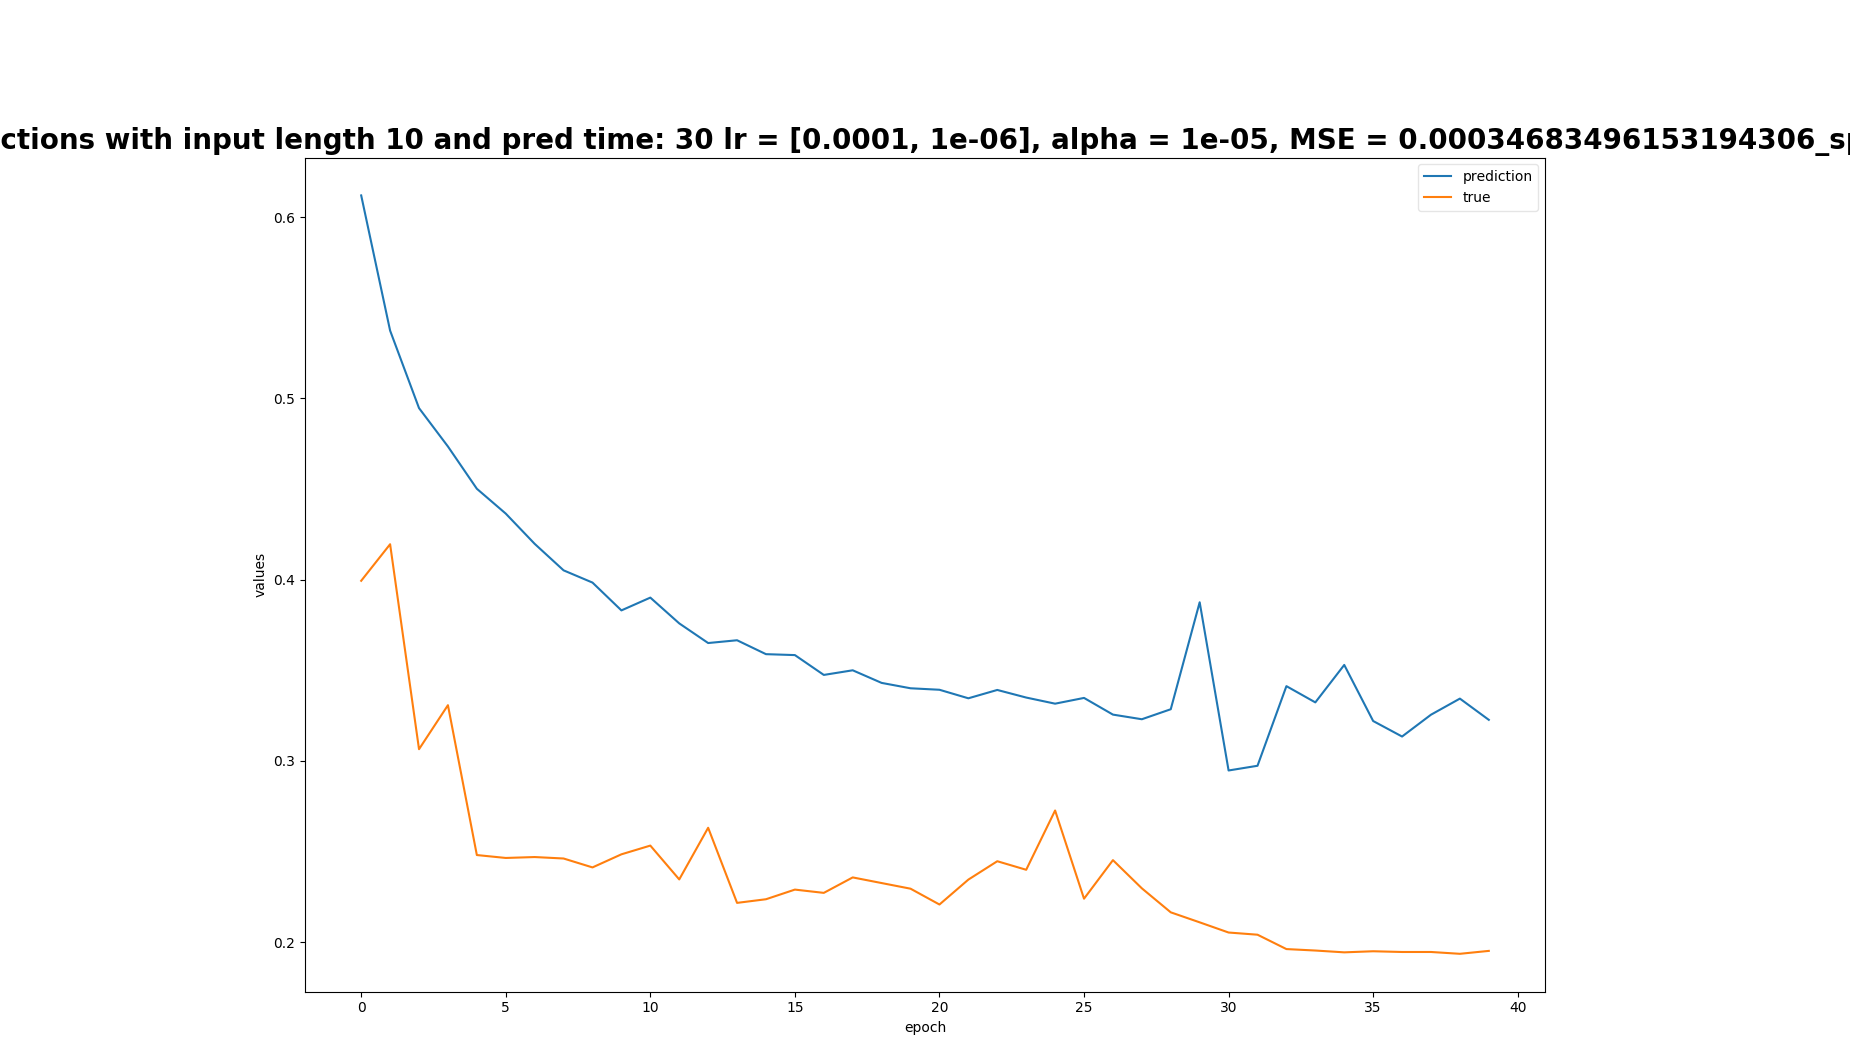 ctions with input length 10 and pred time: 30 lr = [0.0001, 1e-06], alpha = 1e-05, MSE = 0.00034683496153194306_sp
prediction
true
0.6
0.5
0.4
0.3
0.2
values
0 5 10 15 20 25 30 35 40
epoch